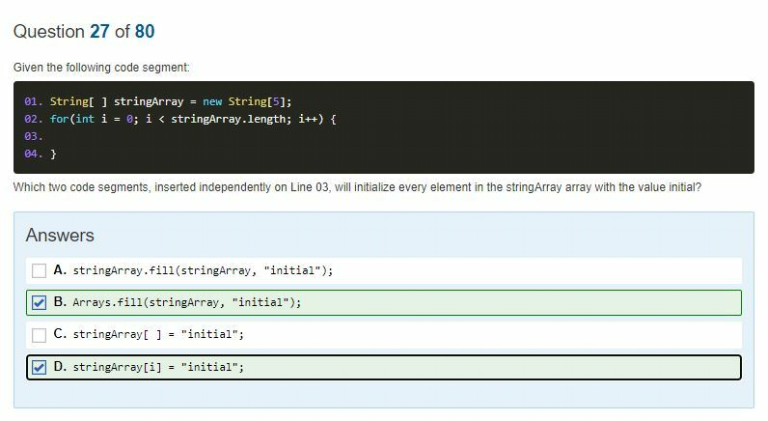 Question 27 of 80
Given the following code segment:
01. String[ ] stringArray = new String[5];
02. for(int i = 0; i < stringArray.length; i++) {
03.
04. }
Which two code segments, inserted independently on Line 03, will initialize every element in the stringArray array with the value initial?
Answers
A. stringArray.fill(stringArray, "initial");
B. Arrays.fill(stringArray, "initial");
C. stringArray[ ] = "initial";
D. stringArray[i] = "initial";